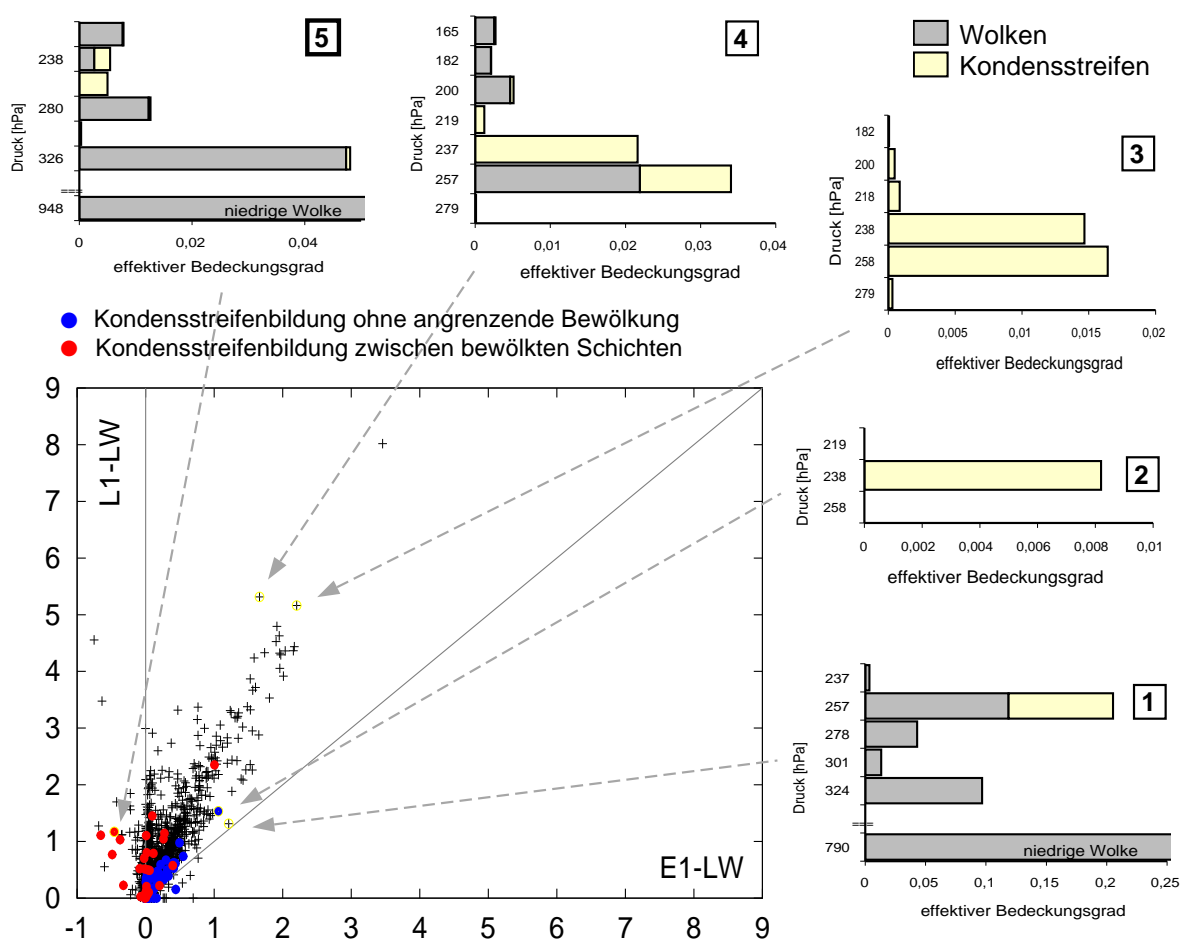 5
238
280
326
===
948
Druck [hPa]
niedrige Wolke
0 0,02 0,04
effektiver Bedeckungsgrad
4
165
182
200
219
237
257
279
Druck [hPa]
0 0,01 0,02 0,03 0,04
effektiver Bedeckungsgrad
Wolken
Kondensstreifen
3
182
200
218
238
258
279
Druck [hPa]
0 0,005 0,01 0,015 0,02
effektiver Bedeckungsgrad
Kondensstreifenbildung ohne angrenzende Bewölkung
Kondensstreifenbildung zwischen bewölkten Schichten
2
219
238
258
Druck [hPa]
0 0,002 0,004 0,006 0,008 0,01
effektiver Bedeckungsgrad
1
237
257
278
301
324
===
790
Druck [hPa]
niedrige Wolke
0 0,05 0,1 0,15 0,2 0,25
effektiver Bedeckungsgrad
9
8
7
6
5
4
3
2
1
0
L1-LW
E1-LW
-1 0 1 2 3 4 5 6 7 8 9